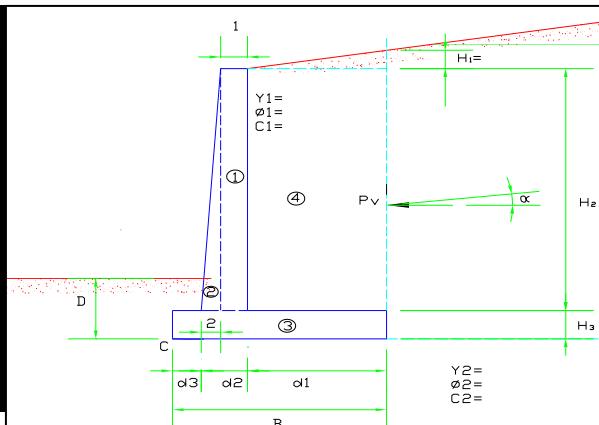 1
H1=
Y1=
Ø1=
C1=
①
④
Pv
α
H2
②
D
2
③
H3
C
d3
d2
d1
Y2=
Ø2=
C2=
B